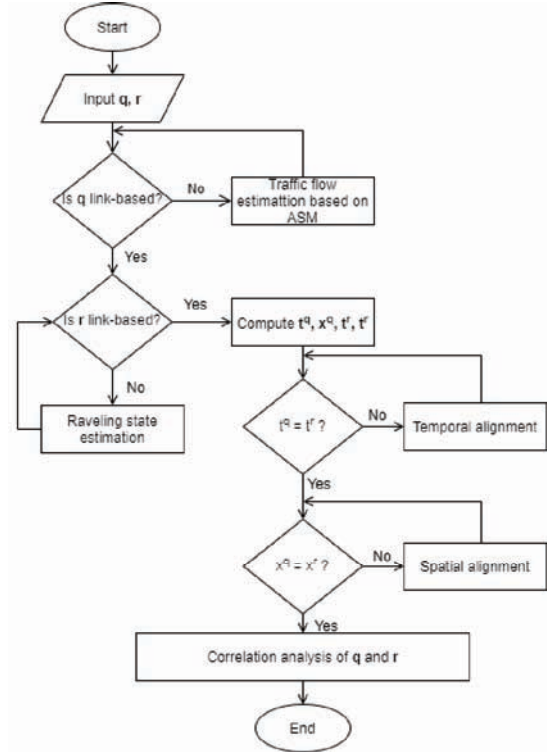 Start
Input q, r
Is q link-based?
No
Traffic flow
estimattion based on
ASM
Yes
Is r link-based?
Yes
Compute t^q, x^q, t^r, t^r
No
Raveling state
estimation
t^q = t^r ?
No
Temporal alignment
Yes
x^q = x^r ?
No
Spatial alignment
Yes
Correlation analysis of q and r
End